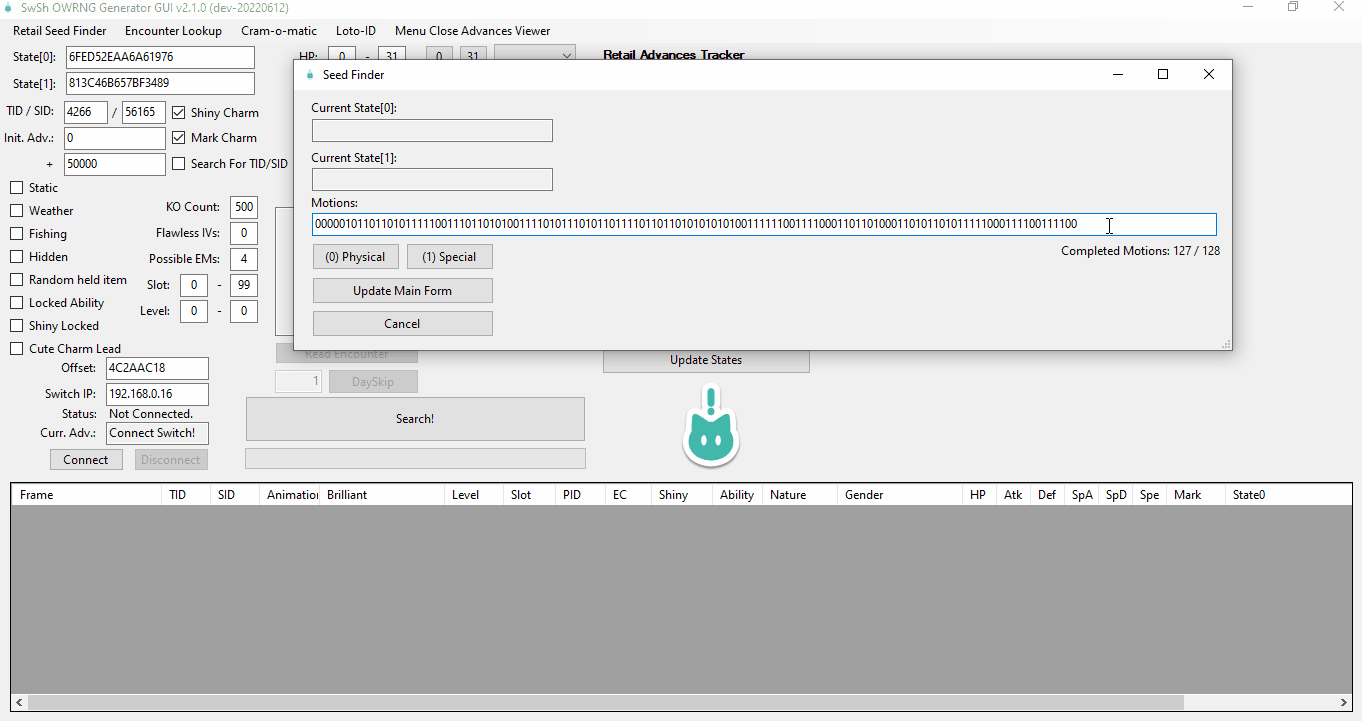 SwSh OWRNG Generator GUI v2.1.0 (dev-20220612)
Retail Seed Finder Encounter Lookup Cram-o-matic Loto-ID Menu Close Advances Viewer
State[0]: 6FED52EAA6A61976 HP: 0 - 31 0 31 Retail Advances Tracker
State[1]: 813C46B657BF3489
TID / SID: 4266 / 56165 Shiny Charm
Init. Adv.: 0 Mark Charm
+ 50000 Search For TID/SID
Static
Weather KO Count: 500
Fishing Flawless IVs: 0
Hidden Possible EMs: 4
Random held item Slot: 0 - 99
Locked Ability Level: 0 - 0
Shiny Locked
Cute Charm Lead
Offset: 4C2AAC18
Switch IP: 192.168.0.16
Status: Not Connected.
Curr. Adv.: Connect Switch!
Connect Disconnect
Seed Finder
Current State[0]:
Current State[1]:
Motions:
0000010110110101111100111011010100111101011101011011110110110101010101001111110011110001101101000110101101011111000111100111100
Completed Motions: 127 / 128
(0) Physical (1) Special
Update Main Form
Cancel
Read Encounter Update States
1 DaySkip
Search!
Frame TID SID Animation Brilliant Level Slot PID EC Shiny Ability Nature Gender HP Atk Def SpA SpD Spe Mark State0